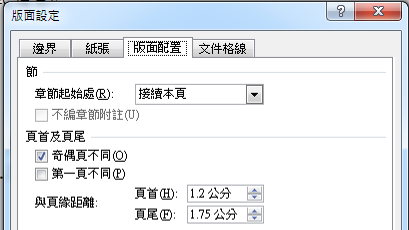 版面設定
邊界 紙張 版面配置 文件格線
節
章節起始處(R): 接續本頁
不編章節附註(U)
頁首及頁尾
奇偶頁不同(O)
第一頁不同(P)
頁首(H): 1.2 公分
與頁緣距離:
頁尾(F): 1.75 公分